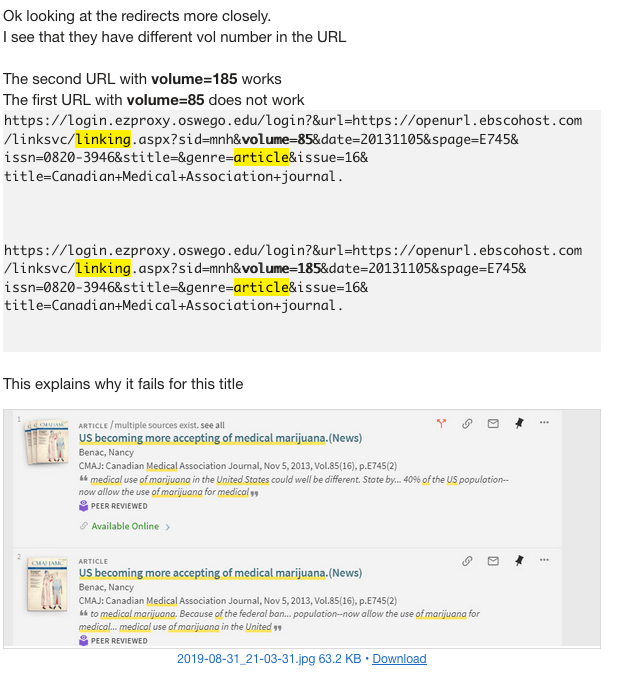 Ok looking at the redirects more closely.
I see that they have different vol number in the URL
The second URL with volume=185 works
The first URL with volume=85 does not work
https://login.ezproxy.oswego.edu/login?&url=https://openurl.ebscohost.com
/linksvc/linking.aspx?sid=mnh&volume=85&date=20131105&spage=E745&
issn=0820-3946&stitle=&genre=article&issue=16&
title=Canadian+Medical+Association+journal.
https://login.ezproxy.oswego.edu/login?&url=https://openurl.ebscohost.com
/linksvc/linking.aspx?sid=mnh&volume=185&date=20131105&spage=E745&
issn=0820-3946&stitle=&genre=article&issue=16&
title=Canadian+Medical+Association+journal.
This explains why it fails for this title
1
ARTICLE / multiple sources exist. see all
US becoming more accepting of medical marijuana.(News)
Benac, Nancy
CMAJ: Canadian Medical Association Journal, Nov 5, 2013, Vol.85(16), p.E745(2)
“ medical use of marijuana in the United States could well be different. State by... 40% of the US population--
now allow the use of marijuana for medical ”
PEER REVIEWED
Available Online >
2
CMAJ JAMC
ARTICLE
US becoming more accepting of medical marijuana.(News)
Benac, Nancy
CMAJ: Canadian Medical Association Journal, Nov 5, 2013, Vol.85(16), p.E745(2)
“ to medical marijuana. Because of the federal ban... population--now allow the use of marijuana for
medical... medical use of marijuana in the United ”
PEER REVIEWED
2019-08-31_21-03-31.jpg 63.2 KB • Download